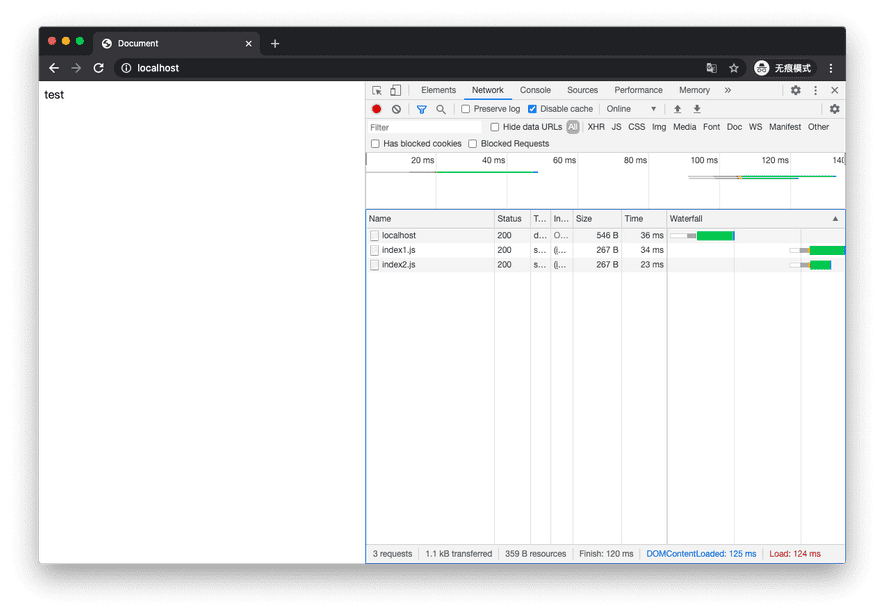 Document
localhost
无痕模式
test
Elements Network Console Sources Performance Memory
Preserve log Disable cache Online
Filter Hide data URLs All XHR JS CSS Img Media Font Doc WS Manifest Other
Has blocked cookies Blocked Requests
20 ms 40 ms 60 ms 80 ms 100 ms 120 ms
Name Status T... In... Size Time Waterfall
localhost 200 d... O... 546 B 36 ms
index1.js 200 s... (i... 267 B 34 ms
index2.js 200 s... (i... 267 B 23 ms
3 requests 1.1 kB transferred 359 B resources Finish: 120 ms DOMContentLoaded: 125 ms Load: 124 ms